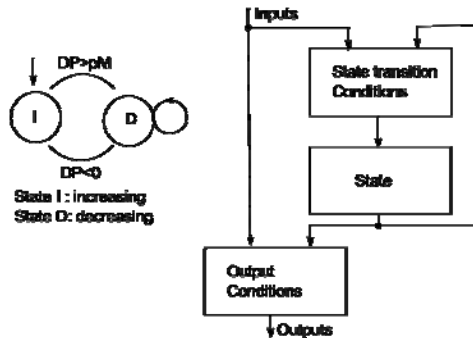 Inputs
DP>pM
State transition
Conditions
I
D
DP<0
State
State I : increasing
State D: decreasing
Output
Conditions
Outputs